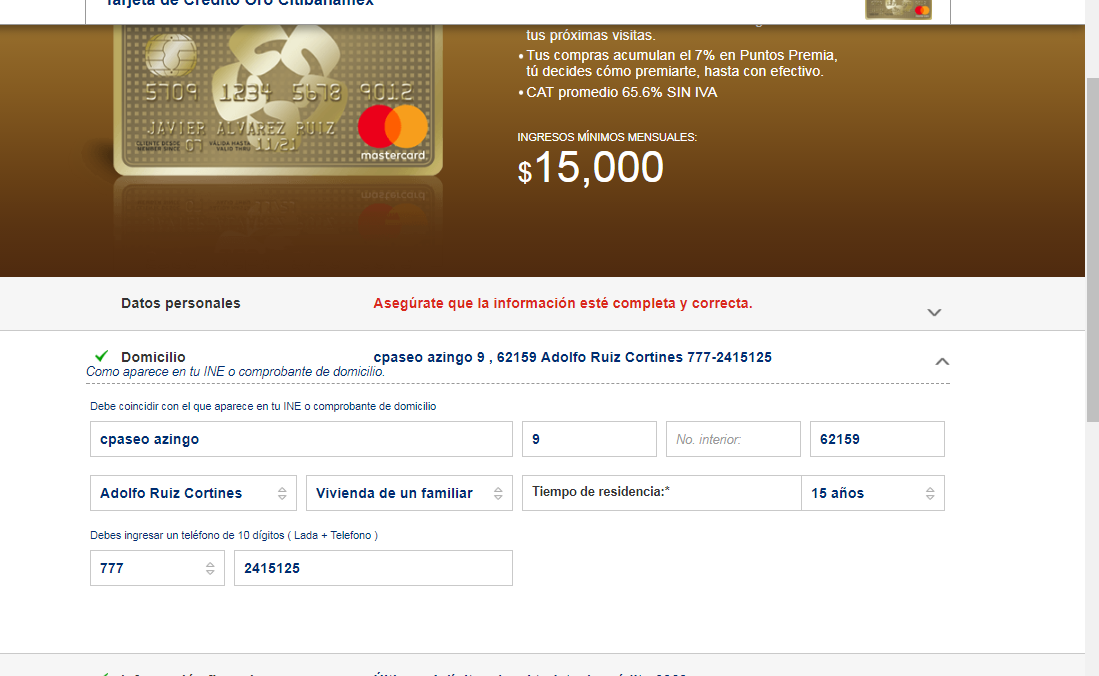 Tarjeta de Crédito Oro Citibanamex
tus próximas visitas.
• Tus compras acumulan el 7% en Puntos Premia,
tú decides cómo premiarte, hasta con efectivo.
• CAT promedio 65.6% SIN IVA
INGRESOS MÍNIMOS MENSUALES:
$15,000
5709 1234 5678 9012
JAVIER ALVAREZ RUIZ
CLIENTE DESDE
MEMBER SINCE 07 VÁLIDA HASTA
VALID THRU 11/21
mastercard
Datos personales Asegúrate que la información esté completa y correcta.
Domicilio cpaseo azingo 9 , 62159 Adolfo Ruiz Cortines 777-2415125
Como aparece en tu INE o comprobante de domicilio.
Debe coincidir con el que aparece en tu INE o comprobante de domicilio
cpaseo azingo 9 No. interior: 62159
Adolfo Ruiz Cortines Vivienda de un familiar Tiempo de residencia:* 15 años
Debes ingresar un teléfono de 10 dígitos ( Lada + Telefono )
777 2415125